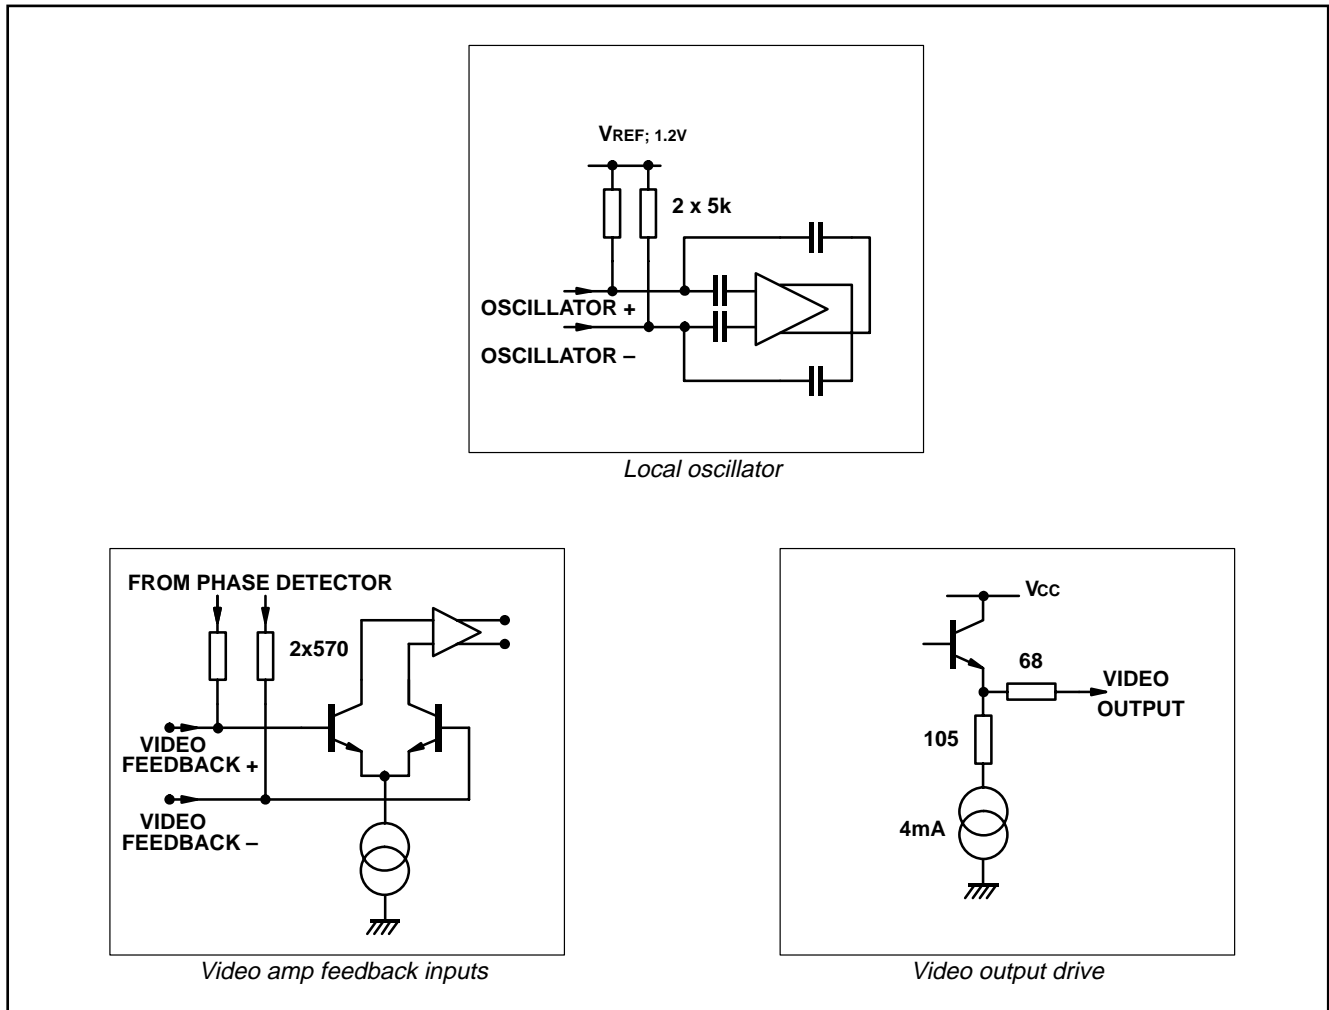 VREF; 1.2V
2 x 5k
OSCILLATOR +
OSCILLATOR –
Local oscillator
FROM PHASE DETECTOR
2x570
VIDEO
FEEDBACK +
VIDEO
FEEDBACK –
Video amp feedback inputs
VCC
68
VIDEO
OUTPUT
105
4mA
Video output drive